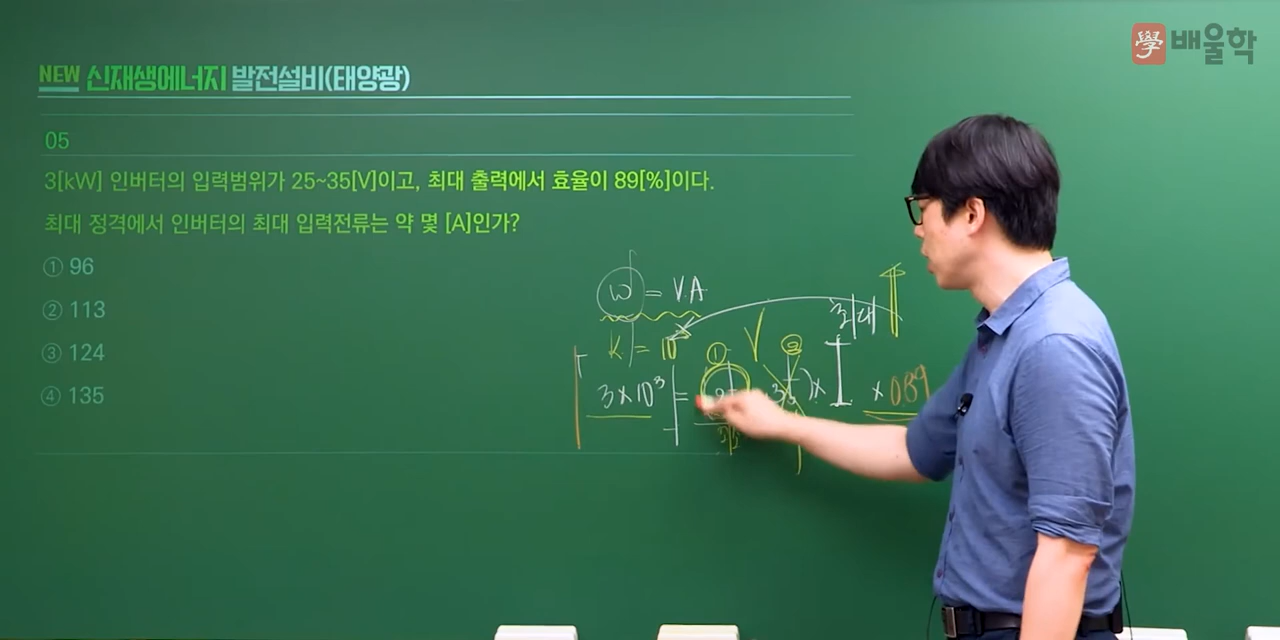 學 배울학
NEW 신재생에너지 발전설비(태양광)
05
3[kW] 인버터의 입력범위가 25~35[V]이고, 최대 출력에서 효율이 89[%]이다.
최대 정격에서 인버터의 최대 입력전류는 약 몇 [A]인가?
① 96
② 113
③ 124
④ 135
W = V.A
k = 10
최대
① V ②
3×10³ = )× I × 0.89